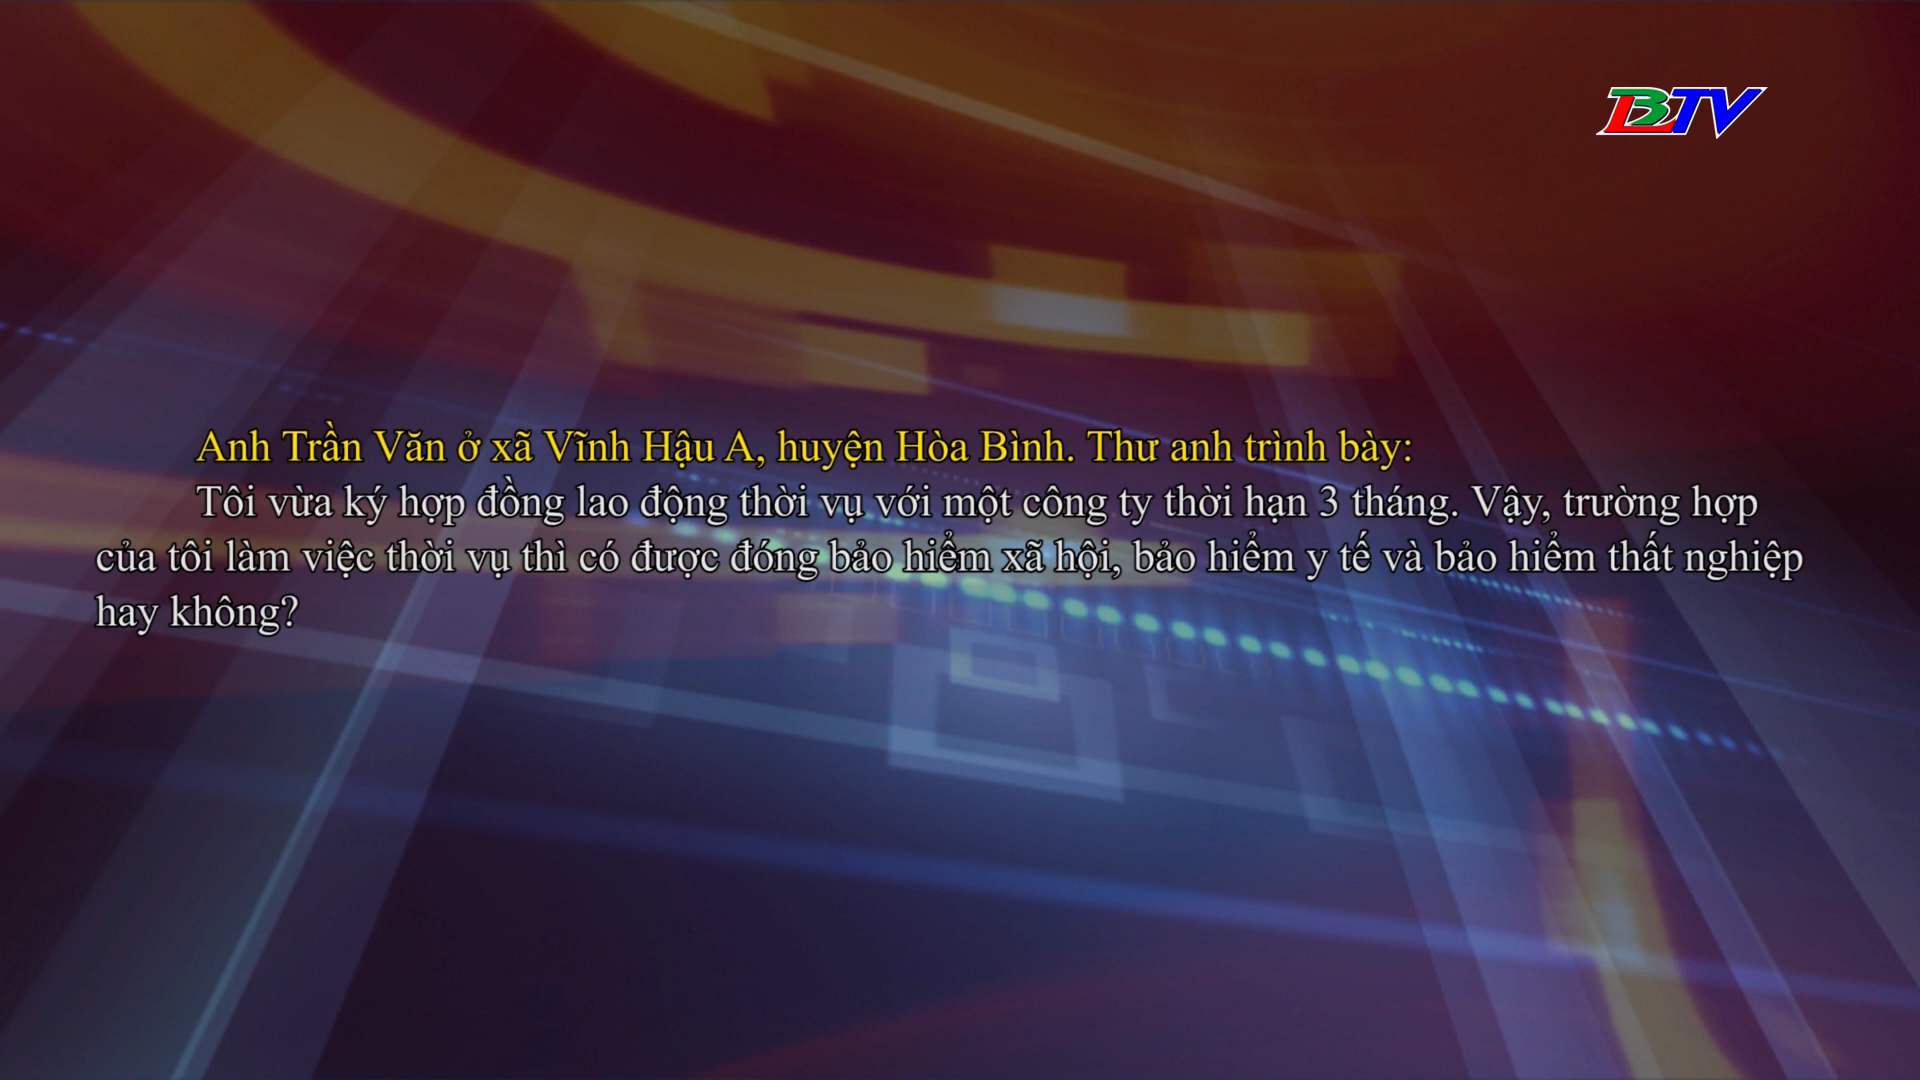 BTV
Anh Trần Văn ở xã Vĩnh Hậu A, huyện Hòa Bình. Thư anh trình bày:
Tôi vừa ký hợp đồng lao động thời vụ với một công ty thời hạn 3 tháng. Vậy, trường hợp
của tôi làm việc thời vụ thì có được đóng bảo hiểm xã hội, bảo hiểm y tế và bảo hiểm thất nghiệp
hay không?